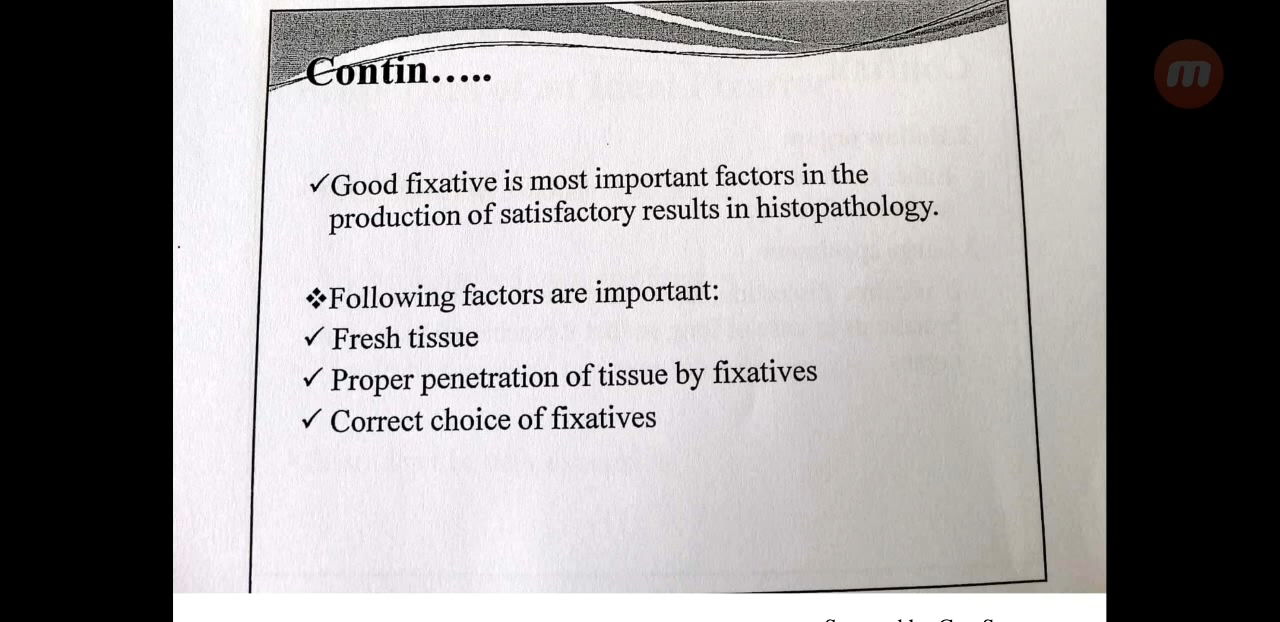 Contin.....
✓Good fixative is most important factors in the
production of satisfactory results in histopathology.
❖Following factors are important:
✓ Fresh tissue
✓ Proper penetration of tissue by fixatives
✓ Correct choice of fixatives